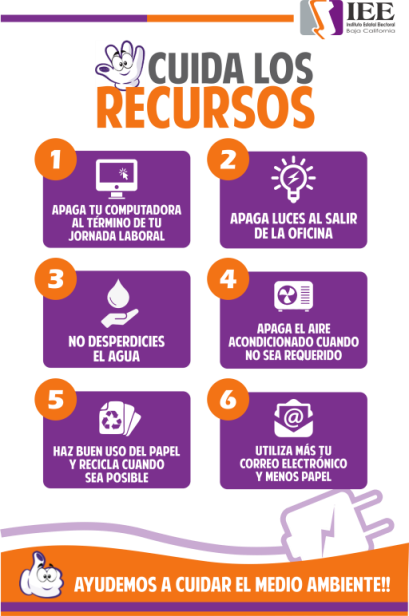 IEE
Instituto Estatal Electoral
Baja California
CUIDA LOS
RECURSOS
1
APAGA TU COMPUTADORA
AL TÉRMINO DE TU
JORNADA LABORAL
2
APAGA LUCES AL SALIR
DE LA OFICINA
3
NO DESPERDICIES
EL AGUA
4
APAGA EL AIRE
ACONDICIONADO CUANDO
NO SEA REQUERIDO
5
HAZ BUEN USO DEL PAPEL
Y RECICLA CUANDO
SEA POSIBLE
6
@
UTILIZA MÁS TU
CORREO ELECTRÓNICO
Y MENOS PAPEL
AYUDEMOS A CUIDAR EL MEDIO AMBIENTE!!